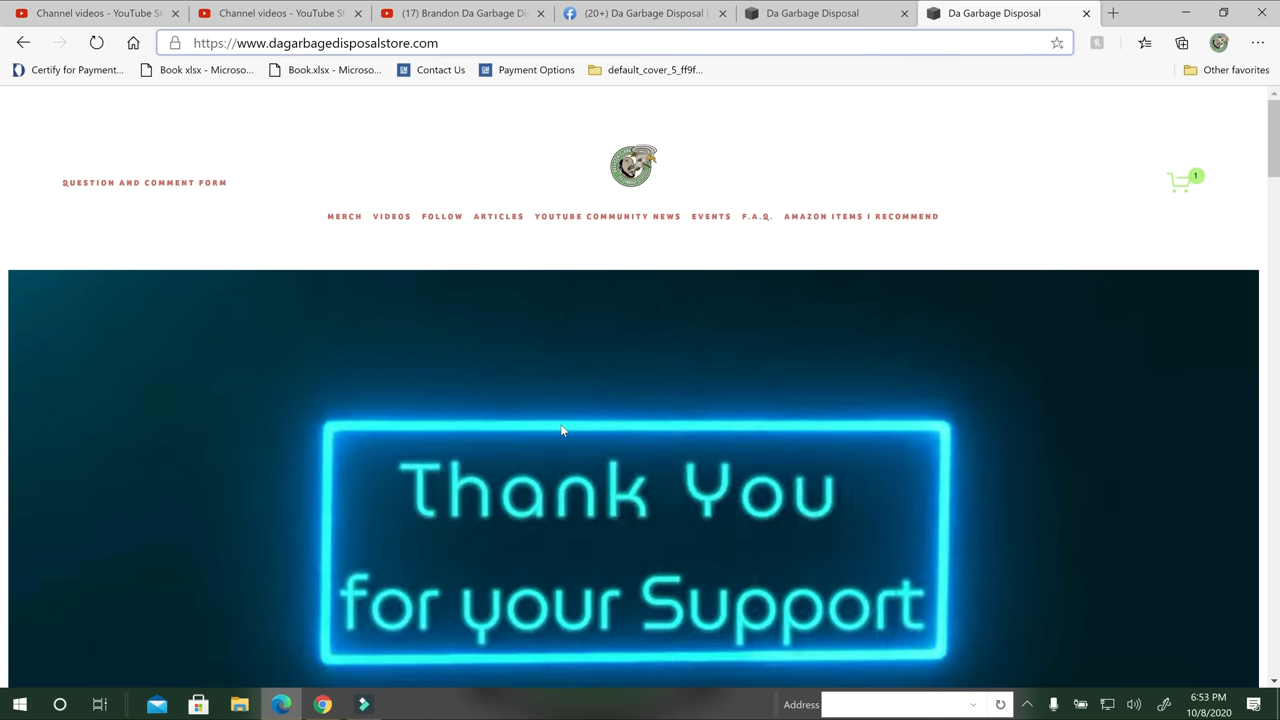 Channel videos - YouTube St
Channel videos - YouTube St
(17) Brandon Da Garbage Di
(20+) Da Garbage Disposal |
Da Garbage Disposal
Da Garbage Disposal
https://www.dagarbagedisposalstore.com
Certify for Payment...
Book xlsx - Microso...
Book.xlsx - Microso...
GM Contact Us
GM Payment Options
default_cover_5_ff9f...
Other favorites
QUESTION AND COMMENT FORM
1
MERCH VIDEOS FOLLOW ARTICLES YOUTUBE COMMUNITY NEWS EVENTS F.A.Q. AMAZON ITEMS I RECOMMEND
Thank You
for your Support
Address
6:53 PM
10/8/2020